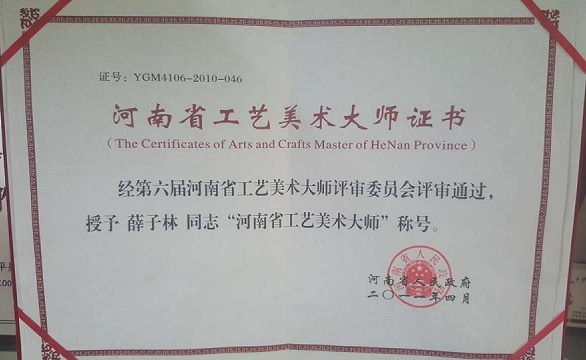 证号：YGM4106-2010-046
河南省工艺美术大师证书
（The Certificates of Arts and Crafts Master of HeNan Province）
经第六届河南省工艺美术大师评审委员会评审通过，
授予 薛子林 同志“河南省工艺美术大师”称号。
河南省人民政府
二〇一一年四月